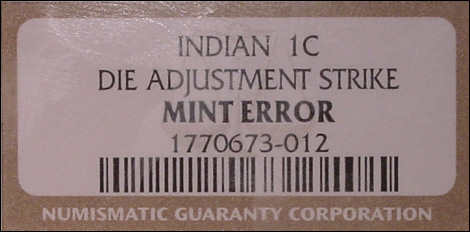 INDIAN 1C
DIE ADJUSTMENT STRIKE
MINT ERROR
1770673-012
NUMISMATIC GUARANTY CORPORATION